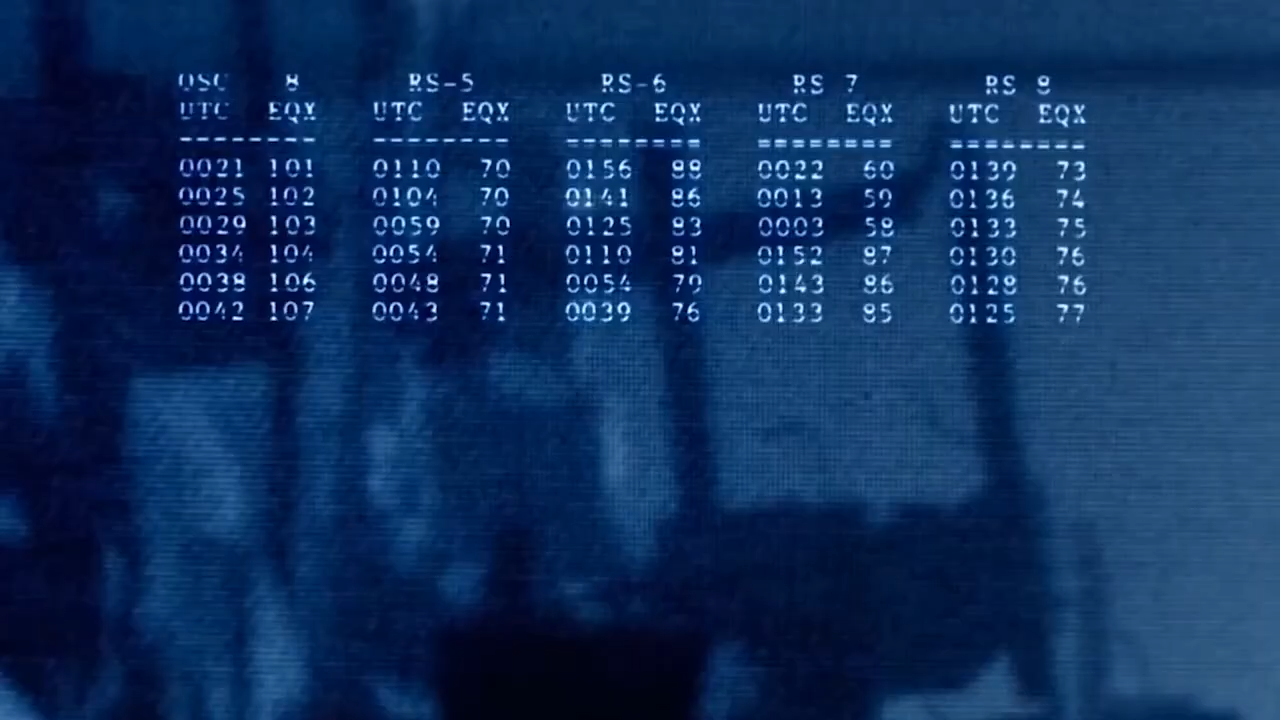 OSC 8 RS-5 RS-6 RS 7 RS 8
UTC EQX UTC EQX UTC EQX UTC EQX UTC EQX
------- ------- ======= ======= =======
0021 101 0110 70 0156 88 0022 60 0139 73
0025 102 0104 70 0141 86 0013 59 0136 74
0029 103 0059 70 0125 83 0003 58 0133 75
0034 104 0054 71 0110 81 0152 87 0130 76
0038 106 0048 71 0054 79 0143 86 0128 76
0042 107 0043 71 0039 76 0133 85 0125 77